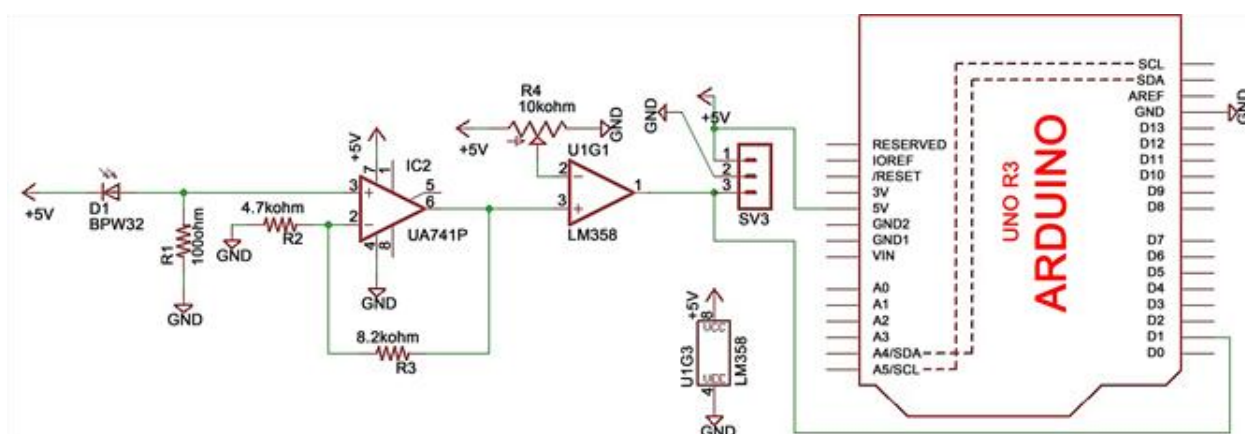 +5V
D1
BPW32
R1
100ohm
GND
4.7kohm
R2
GND
+5V
7
1
IC2
3
+
2
-
5
6
4
8
UA741P
GND
8.2kohm
R3
R4
10kohm
+5V
GND
U1G1
2
-
3
+
1
LM358
GND
+5V
1
2
3
SV3
+5V
8
VCC
U1G3
LM358
VCC
4
GND
RESERVED
IOREF
/RESET
3V
5V
GND2
GND1
VIN
A0
A1
A2
A3
A4/SDA
A5/SCL
UNO R3
ARDUINO
SCL
SDA
AREF
GND
D13
D12
D11
D10
D9
D8
D7
D6
D5
D4
D3
D2
D1
D0
GND